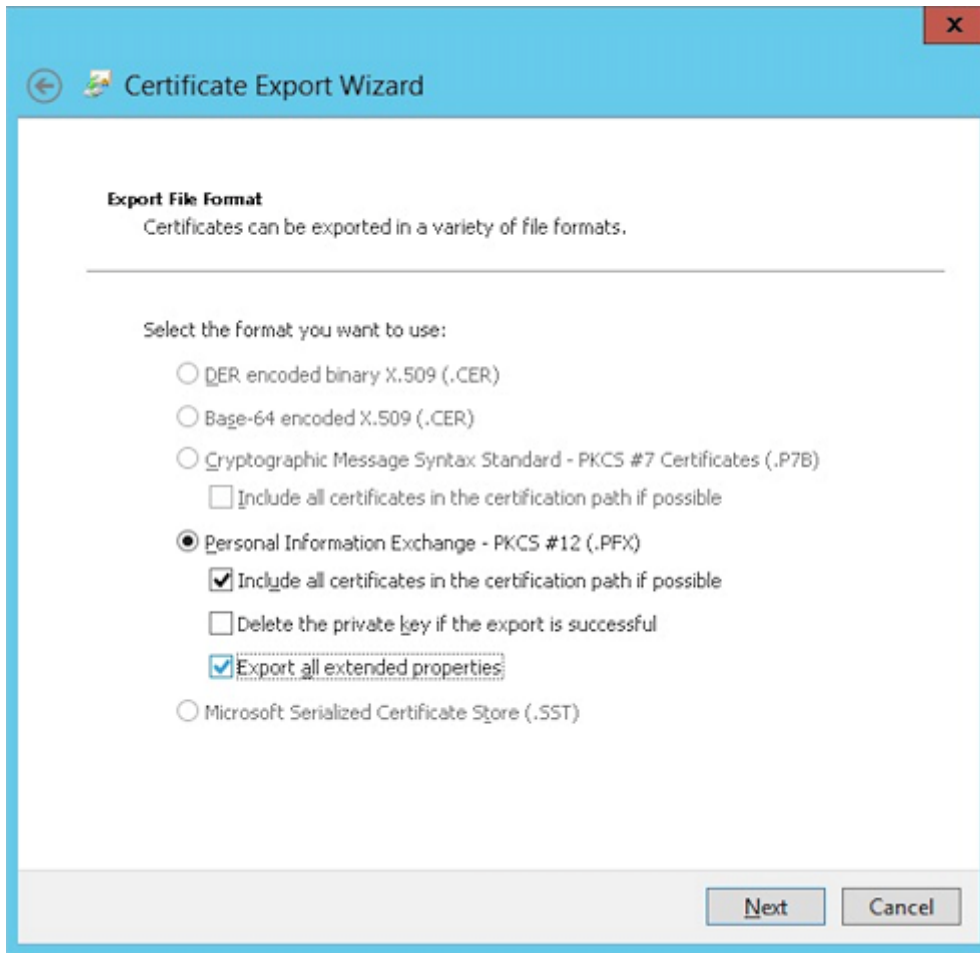 x
Certificate Export Wizard
Export File Format
Certificates can be exported in a variety of file formats.
Select the format you want to use:
DER encoded binary X.509 (.CER)
Base-64 encoded X.509 (.CER)
Cryptographic Message Syntax Standard - PKCS #7 Certificates (.P7B)
Include all certificates in the certification path if possible
Personal Information Exchange - PKCS #12 (.PFX)
Include all certificates in the certification path if possible
Delete the private key if the export is successful
Export all extended properties
Microsoft Serialized Certificate Store (.SST)
Next Cancel